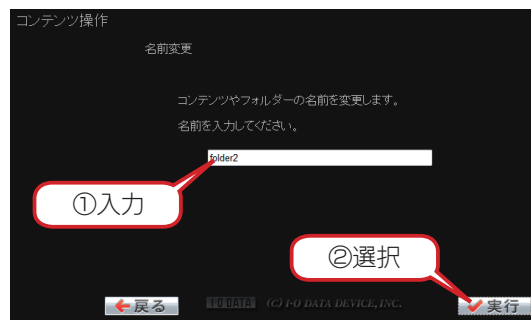 コンテンツ操作
名前変更
コンテンツやフォルダーの名前を変更します。
名前を入力してください。
folder2
①入力
②選択
戻る
I-O DATA (C) I-O DATA DEVICE, INC.
実行